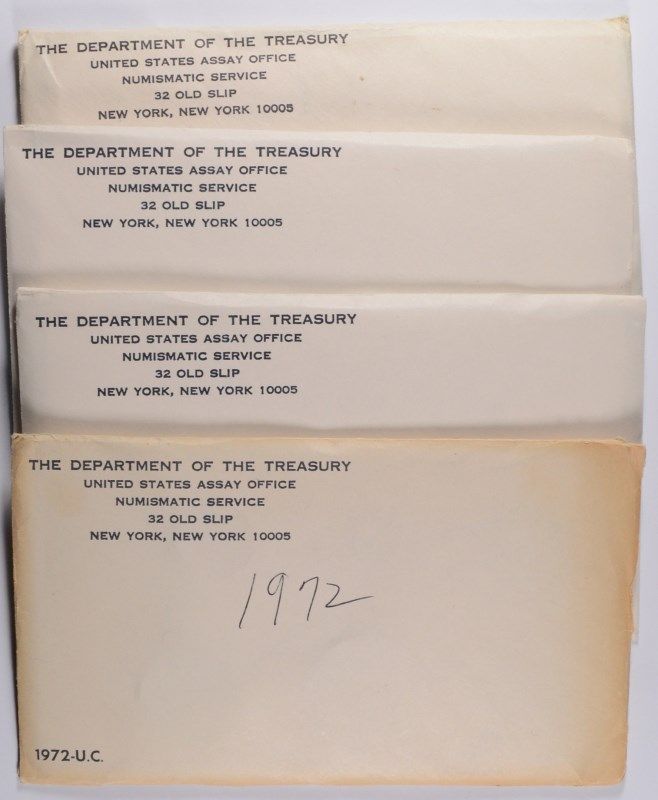 THE DEPARTMENT OF THE TREASURY
UNITED STATES ASSAY OFFICE
NUMISMATIC SERVICE
32 OLD SLIP
NEW YORK, NEW YORK 10005
THE DEPARTMENT OF THE TREASURY
UNITED STATES ASSAY OFFICE
NUMISMATIC SERVICE
32 OLD SLIP
NEW YORK, NEW YORK 10005
THE DEPARTMENT OF THE TREASURY
UNITED STATES ASSAY OFFICE
NUMISMATIC SERVICE
32 OLD SLIP
NEW YORK, NEW YORK 10005
THE DEPARTMENT OF THE TREASURY
UNITED STATES ASSAY OFFICE
NUMISMATIC SERVICE
32 OLD SLIP
NEW YORK, NEW YORK 10005
1972
1972-U.C.